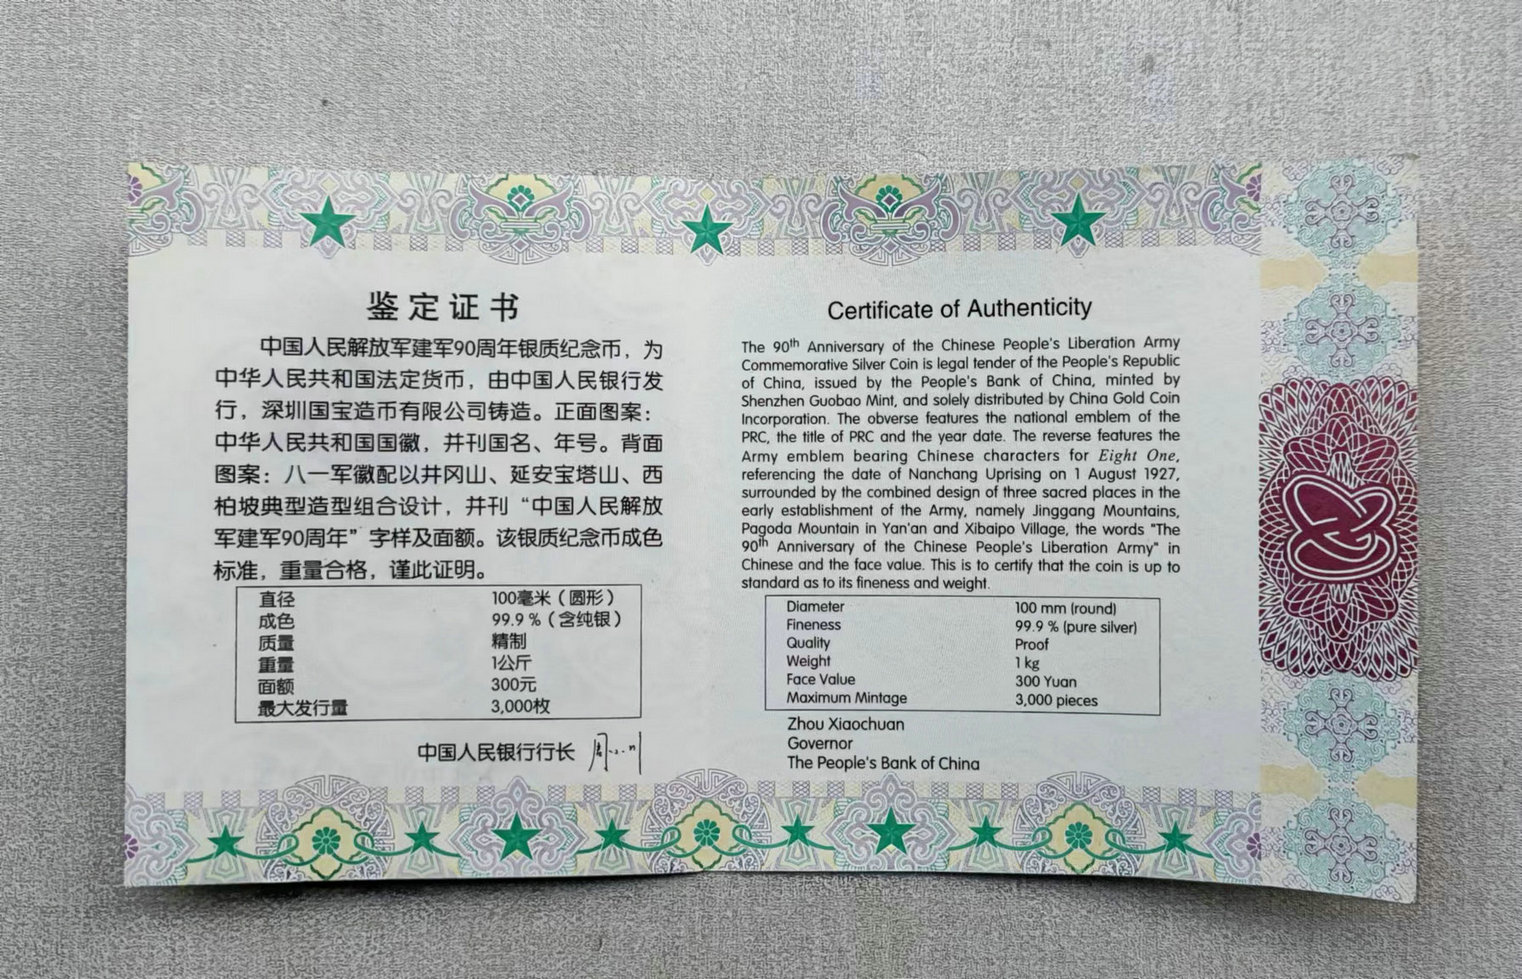 鉴定证书
中国人民解放军建军90周年银质纪念币，为
中华人民共和国法定货币，由中国人民银行发
行，深圳国宝造币有限公司铸造。正面图案：
中华人民共和国国徽，并刊国名、年号。背面
图案：八一军徽配以井冈山、延安宝塔山、西
柏坡典型造型组合设计，并刊“中国人民解放
军建军90周年”字样及面额。该银质纪念币成色
标准，重量合格，谨此证明。
直径 100毫米（圆形）
成色 99.9％（含纯银）
质量 精制
重量 1公斤
面额 300元
最大发行量 3,000枚
中国人民银行行长
Certificate of Authenticity
The 90th Anniversary of the Chinese People's Liberation Army
Commemorative Silver Coin is legal tender of the People's Republic
of China, issued by the People's Bank of China, minted by
Shenzhen Guobao Mint, and solely distributed by China Gold Coin
Incorporation. The obverse features the national emblem of the
PRC, the title of PRC and the year date. The reverse features the
Army emblem bearing Chinese characters for Eight One,
referencing the date of Nanchang Uprising on 1 August 1927,
surrounded by the combined design of three sacred places in the
early establishment of the Army, namely Jinggang Mountains,
Pagoda Mountain in Yan'an and Xibaipo Village, the words "The
90th Anniversary of the Chinese People's Liberation Army" in
Chinese and the face value. This is to certify that the coin is up to
standard as to its fineness and weight.
Diameter 100 mm (round)
Fineness 99.9 % (pure silver)
Quality Proof
Weight 1 kg
Face Value 300 Yuan
Maximum Mintage 3,000 pieces
Zhou Xiaochuan
Governor
The People's Bank of China